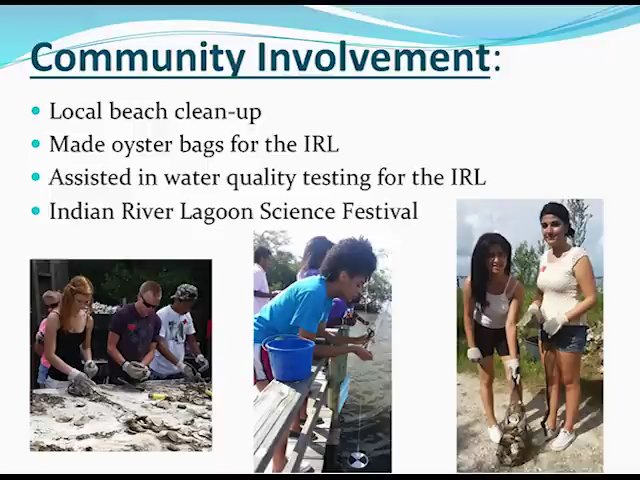 Community Involvement:
Local beach clean-up
Made oyster bags for the IRL
Assisted in water quality testing for the IRL
Indian River Lagoon Science Festival